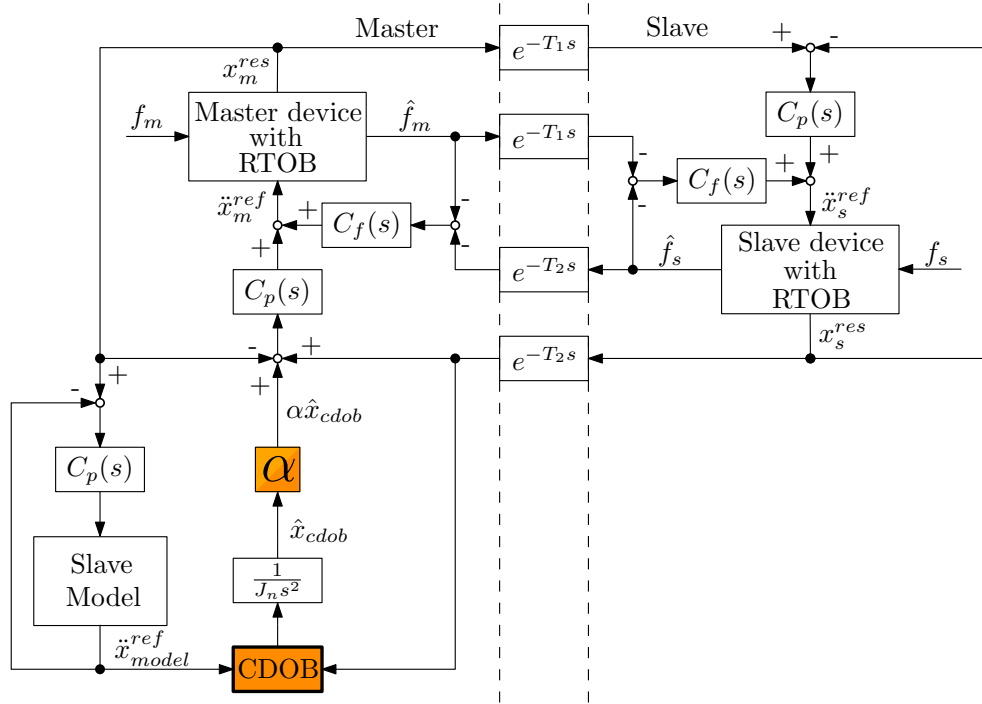 Master
Slave
e^{-T_1 s}
+
-
x_m^{res}
C_p(s)
f_m
Master device
with
RTOB
\hat{f}_m
e^{-T_1 s}
-
-
C_f(s)
+
+
\ddot{x}_s^{ref}
\ddot{x}_m^{ref}
+
C_f(s)
-
-
+
e^{-T_2 s}
\hat{f}_s
Slave device
with
RTOB
f_s
C_p(s)
x_s^{res}
-
+
+
e^{-T_2 s}
-
+
α\hat{x}_{cdob}
C_p(s)
α
Slave
Model
\hat{x}_{cdob}
\frac{1}{J_n s^2}
\ddot{x}_{model}^{ref}
CDOB